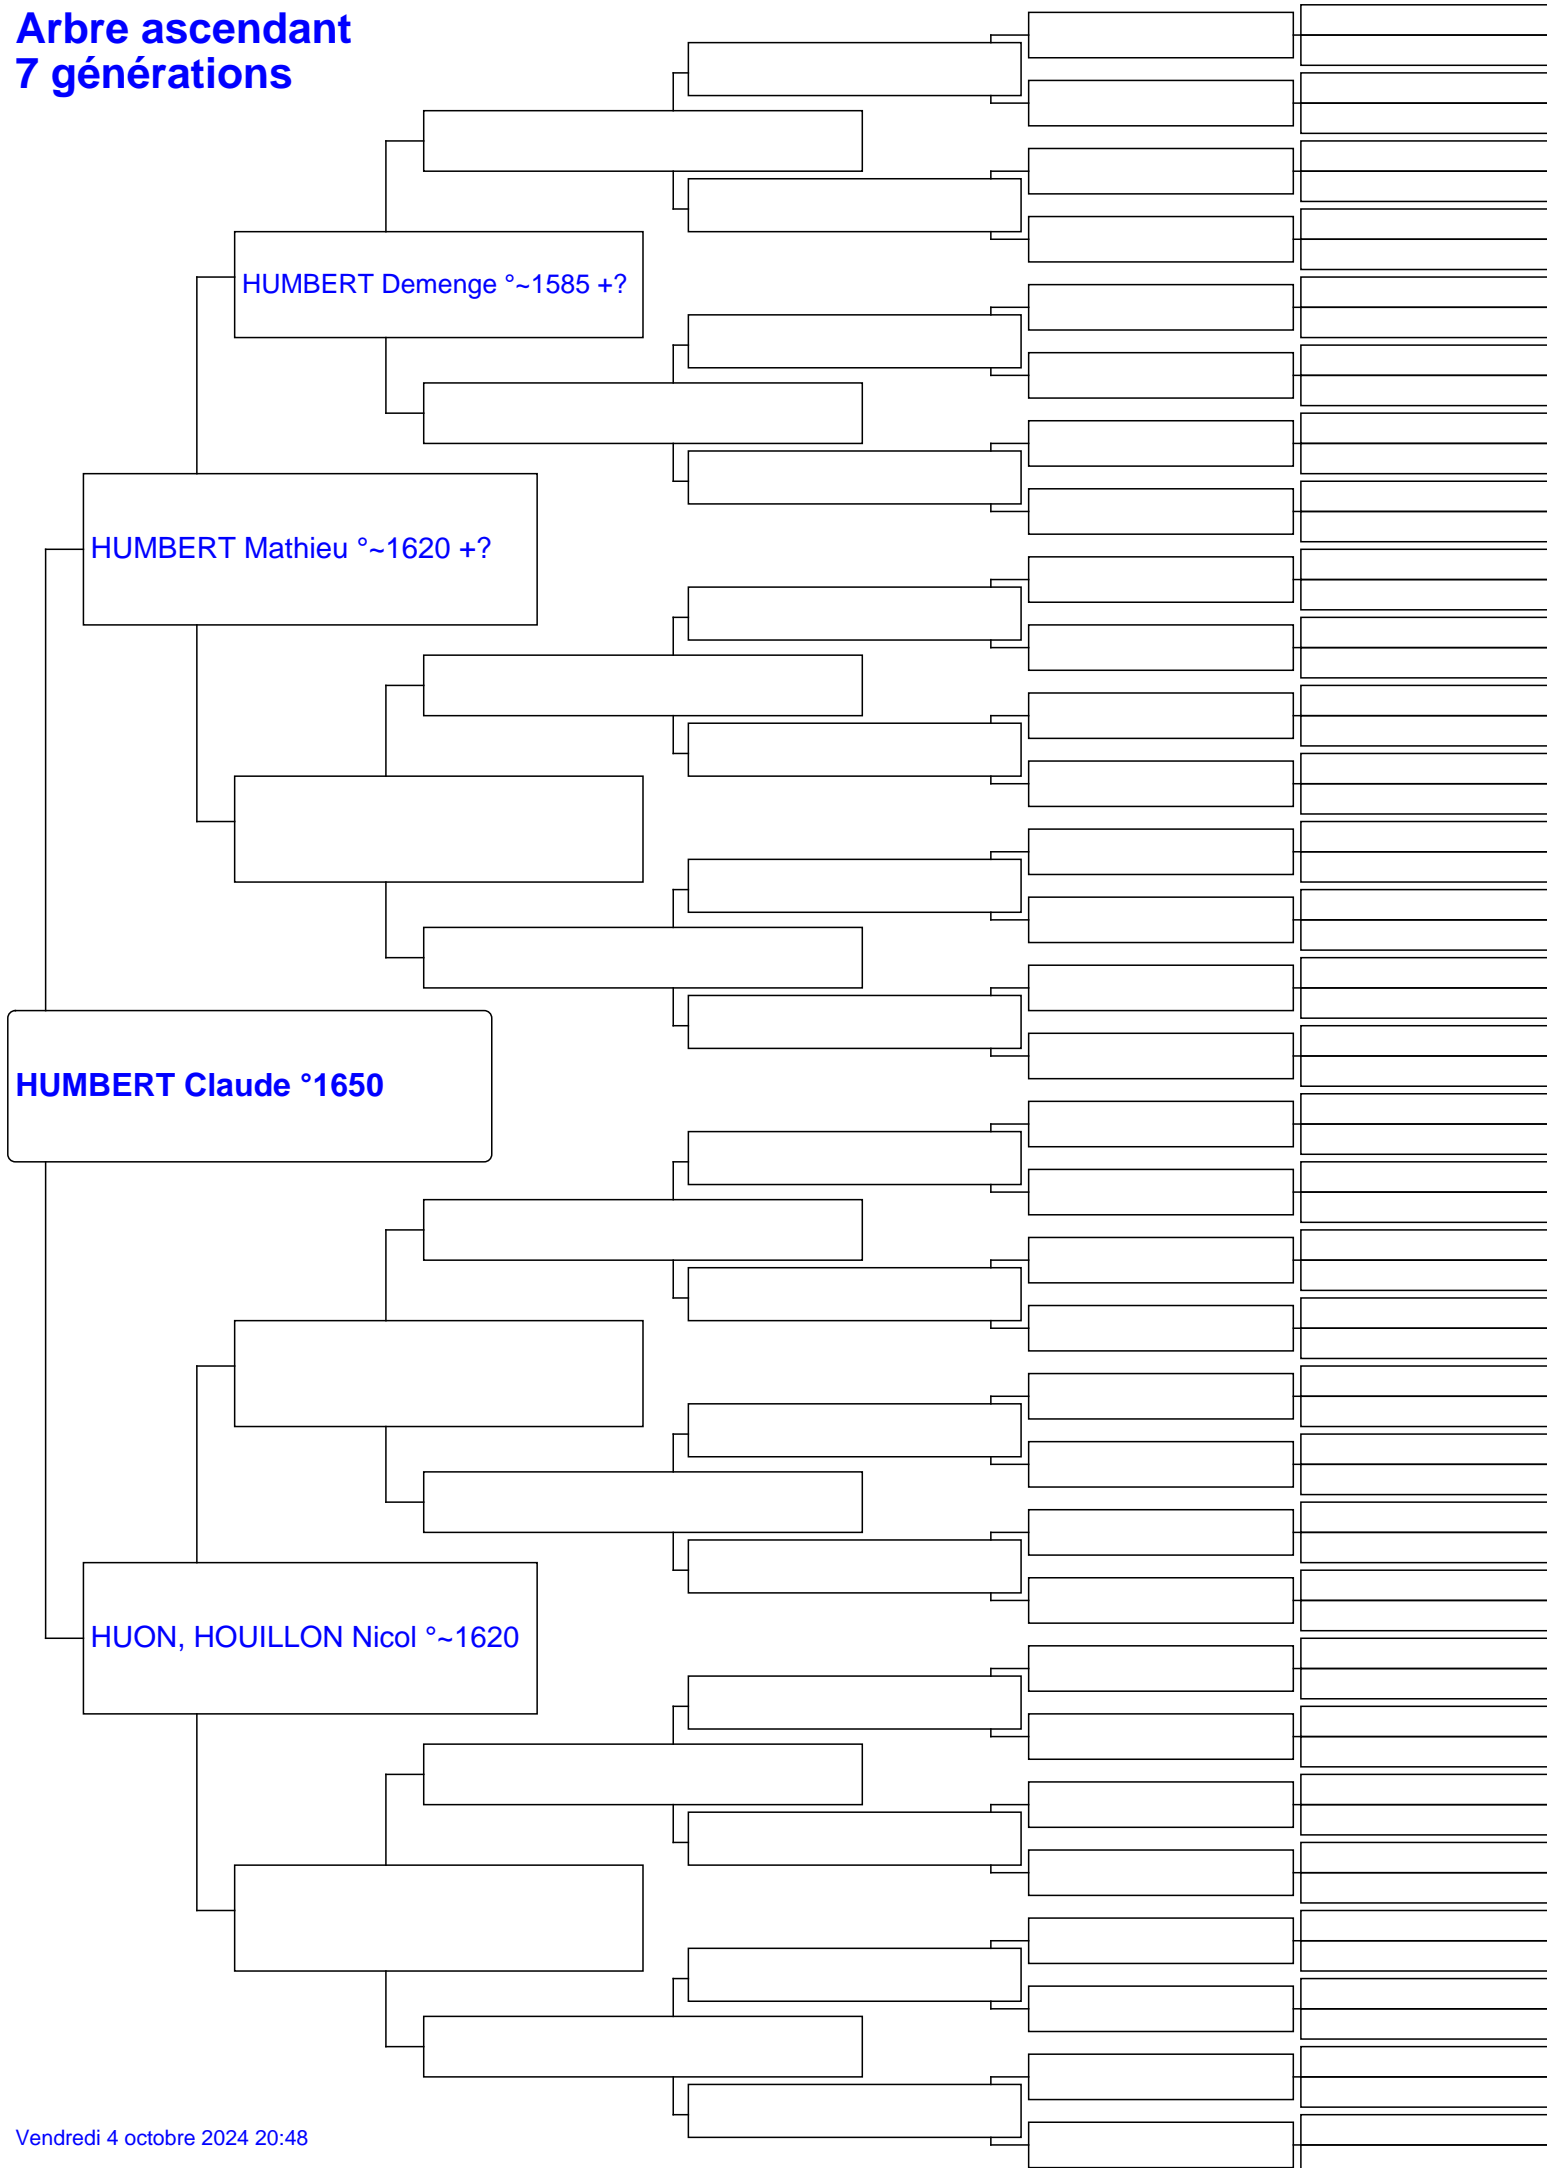 Arbre ascendant
7 générations
HUMBERT Demenge °~1585 +?
HUMBERT Mathieu °~1620 +?
HUMBERT Claude °1650
HUON, HOUILLON Nicol °~1620
Vendredi 4 octobre 2024 20:48